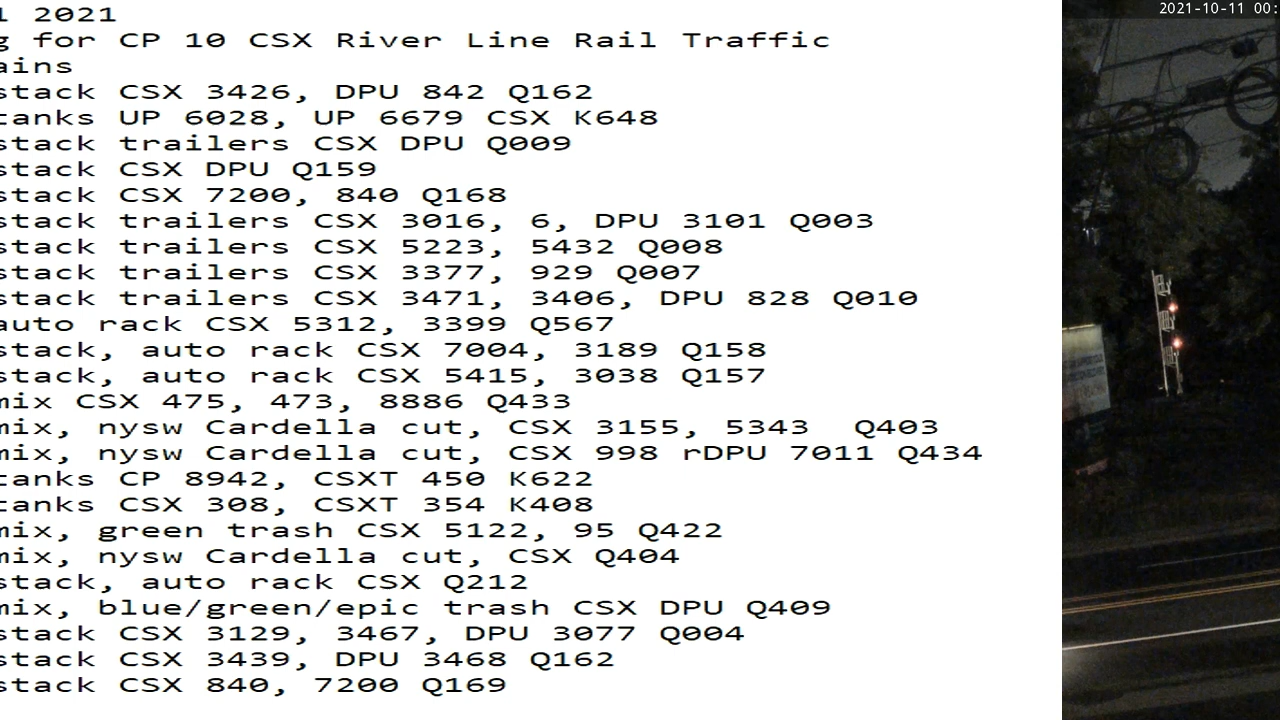 1 2021
g for CP 10 CSX River Line Rail Traffic
ains
stack CSX 3426, DPU 842 Q162
tanks UP 6028, UP 6679 CSX K648
stack trailers CSX DPU Q009
stack CSX DPU Q159
stack CSX 7200, 840 Q168
stack trailers CSX 3016, 6, DPU 3101 Q003
stack trailers CSX 5223, 5432 Q008
stack trailers CSX 3377, 929 Q007
stack trailers CSX 3471, 3406, DPU 828 Q010
auto rack CSX 5312, 3399 Q567
stack, auto rack CSX 7004, 3189 Q158
stack, auto rack CSX 5415, 3038 Q157
mix CSX 475, 473, 8886 Q433
mix, nysw Cardella cut, CSX 3155, 5343 Q403
mix, nysw Cardella cut, CSX 998 rDPU 7011 Q434
tanks CP 8942, CSXT 450 K622
tanks CSX 308, CSXT 354 K408
mix, green trash CSX 5122, 95 Q422
mix, nysw Cardella cut, CSX Q404
stack, auto rack CSX Q212
mix, blue/green/epic trash CSX DPU Q409
stack CSX 3129, 3467, DPU 3077 Q004
stack CSX 3439, DPU 3468 Q162
stack CSX 840, 7200 Q169
2021-10-11 00: